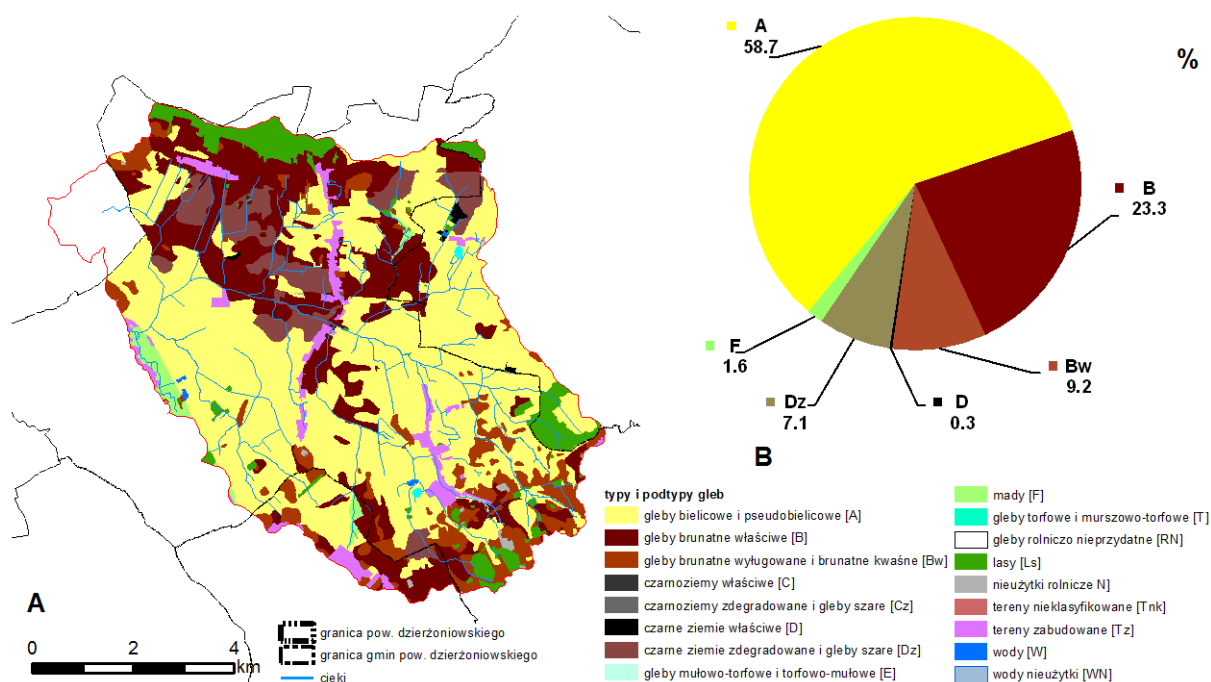 A
58.7
%
B
23.3
Bw
9.2
D
0.3
Dz
7.1
F
1.6
A
B
0 2 4
km
granica pow. dzierżoniowskiego
granica gmin pow. dzierżoniowskiego
cieki
typy i podtypy gleb
gleby bielicowe i pseudobielicowe [A]
gleby brunatne właściwe [B]
gleby brunatne wyługowane i brunatne kwaśne [Bw]
czarnoziemy właściwe [C]
czarnoziemy zdegradowane i gleby szare [Cz]
czarne ziemie właściwe [D]
czarne ziemie zdegradowane i gleby szare [Dz]
gleby mułowo-torfowe i torfowo-mułowe [E]
mady [F]
gleby torfowe i murszowo-torfowe [T]
gleby rolniczo nieprzydatne [RN]
lasy [Ls]
nieużytki rolnicze N]
tereny nieklasyfikowane [Tnk]
tereny zabudowane [Tz]
wody [W]
wody nieużytki [WN]